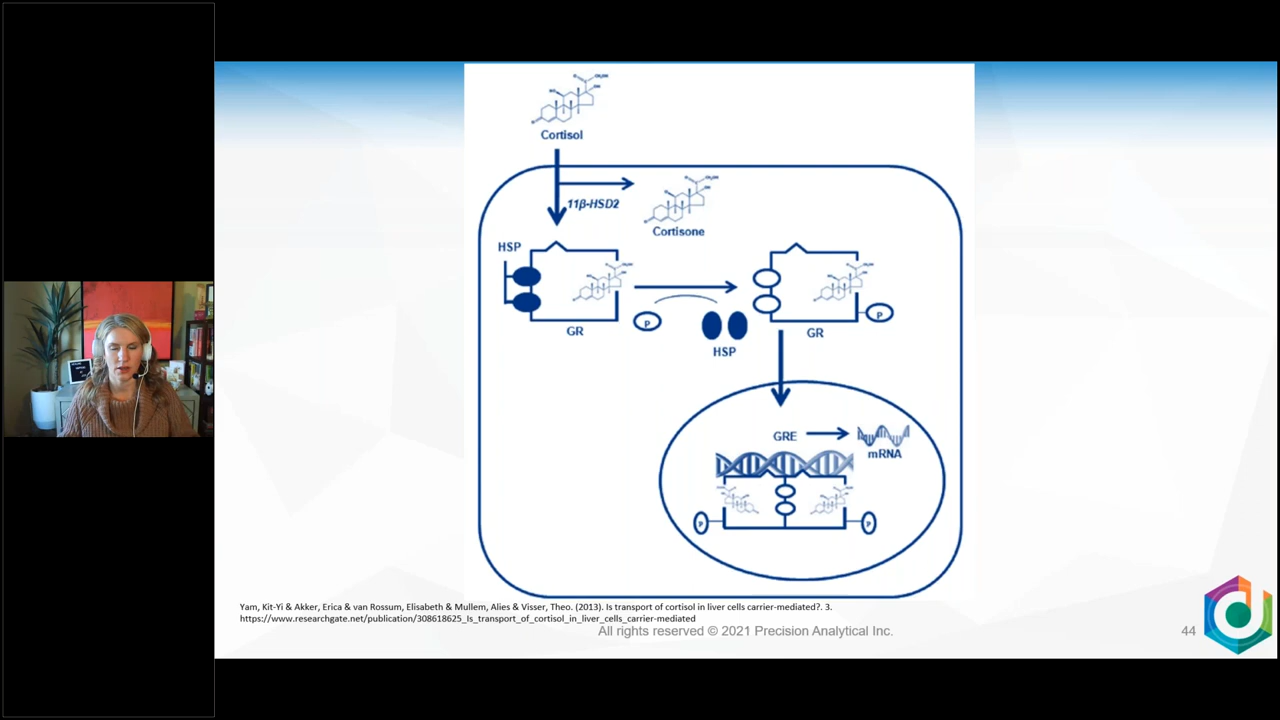 Cortisol
11β-HSD2
Cortisone
HSP
GR
P
HSP
GR
P
GRE
mRNA
P
P
Yam, Kit-Yi & Akker, Erica & van Rossum, Elisabeth & Mullem, Alies & Visser, Theo. (2013). Is transport of cortisol in liver cells carrier-mediated?. 3.
https://www.researchgate.net/publication/308618625_Is_transport_of_cortisol_in_liver_cells_carrier-mediated
All rights reserved © 2021 Precision Analytical Inc.
44